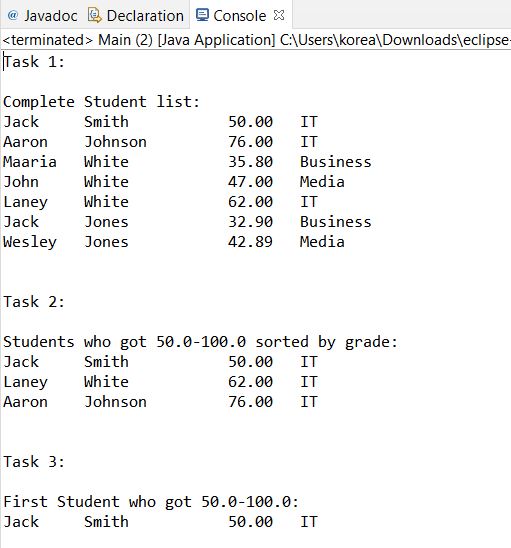 @ Javadoc Declaration Console
<terminated> Main (2) [Java Application] C:\Users\korea\Downloads\eclipse-
Task 1:
Complete Student list:
Jack Smith 50.00 IT
Aaron Johnson 76.00 IT
Maaria White 35.80 Business
John White 47.00 Media
Laney White 62.00 IT
Jack Jones 32.90 Business
Wesley Jones 42.89 Media
Task 2:
Students who got 50.0-100.0 sorted by grade:
Jack Smith 50.00 IT
Laney White 62.00 IT
Aaron Johnson 76.00 IT
Task 3:
First Student who got 50.0-100.0:
Jack Smith 50.00 IT